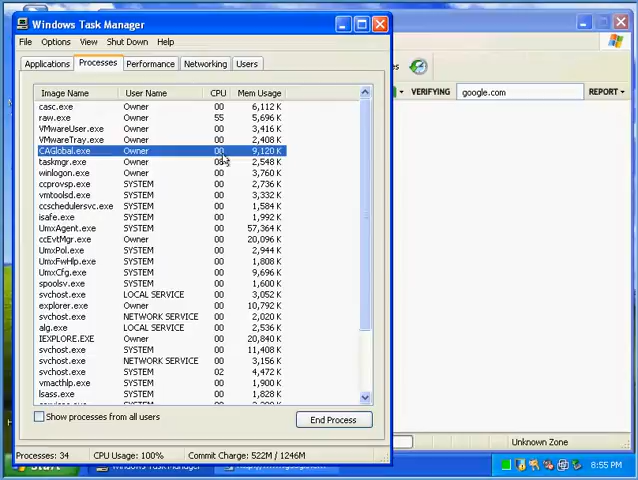 Windows Task Manager
File Options View Shut Down Help
Applications Processes Performance Networking Users
VERIFYING google.com REPORT
Image Name User Name CPU Mem Usage
casc.exe Owner 00 6,112 K
raw.exe Owner 55 5,696 K
VMwareUser.exe Owner 00 3,416 K
VMwareTray.exe Owner 00 2,408 K
CAGlobal.exe Owner 00 9,120 K
taskmgr.exe Owner 08 2,548 K
winlogon.exe Owner 00 3,736 K
ccprovsp.exe SYSTEM 00 2,736 K
vmtoolsd.exe SYSTEM 00 3,332 K
ccschedulersvc.exe SYSTEM 00 1,584 K
isafe.exe SYSTEM 00 1,992 K
UmxAgent.exe SYSTEM 00 57,364 K
ccEvtMgr.exe Owner 00 20,096 K
UmxPol.exe SYSTEM 00 2,944 K
UmxFwHlp.exe SYSTEM 00 1,808 K
UmxCfg.exe SYSTEM 00 9,696 K
spoolsv.exe SYSTEM 00 1,600 K
svchost.exe LOCAL SERVICE 00 3,052 K
explorer.exe Owner 00 10,792 K
svchost.exe NETWORK SERVICE 00 2,020 K
alg.exe LOCAL SERVICE 00 2,536 K
IEXPLORE.EXE Owner 00 20,840 K
svchost.exe SYSTEM 00 11,408 K
svchost.exe NETWORK SERVICE 00 3,156 K
svchost.exe SYSTEM 02 4,472 K
vmacthlp.exe SYSTEM 00 1,900 K
lsass.exe SYSTEM 00 1,828 K
Show processes from all users
End Process
Unknown Zone
Processes: 34 CPU Usage: 100% Commit Charge: 522M / 1246M
Start Windows Task Manager 8:55 PM